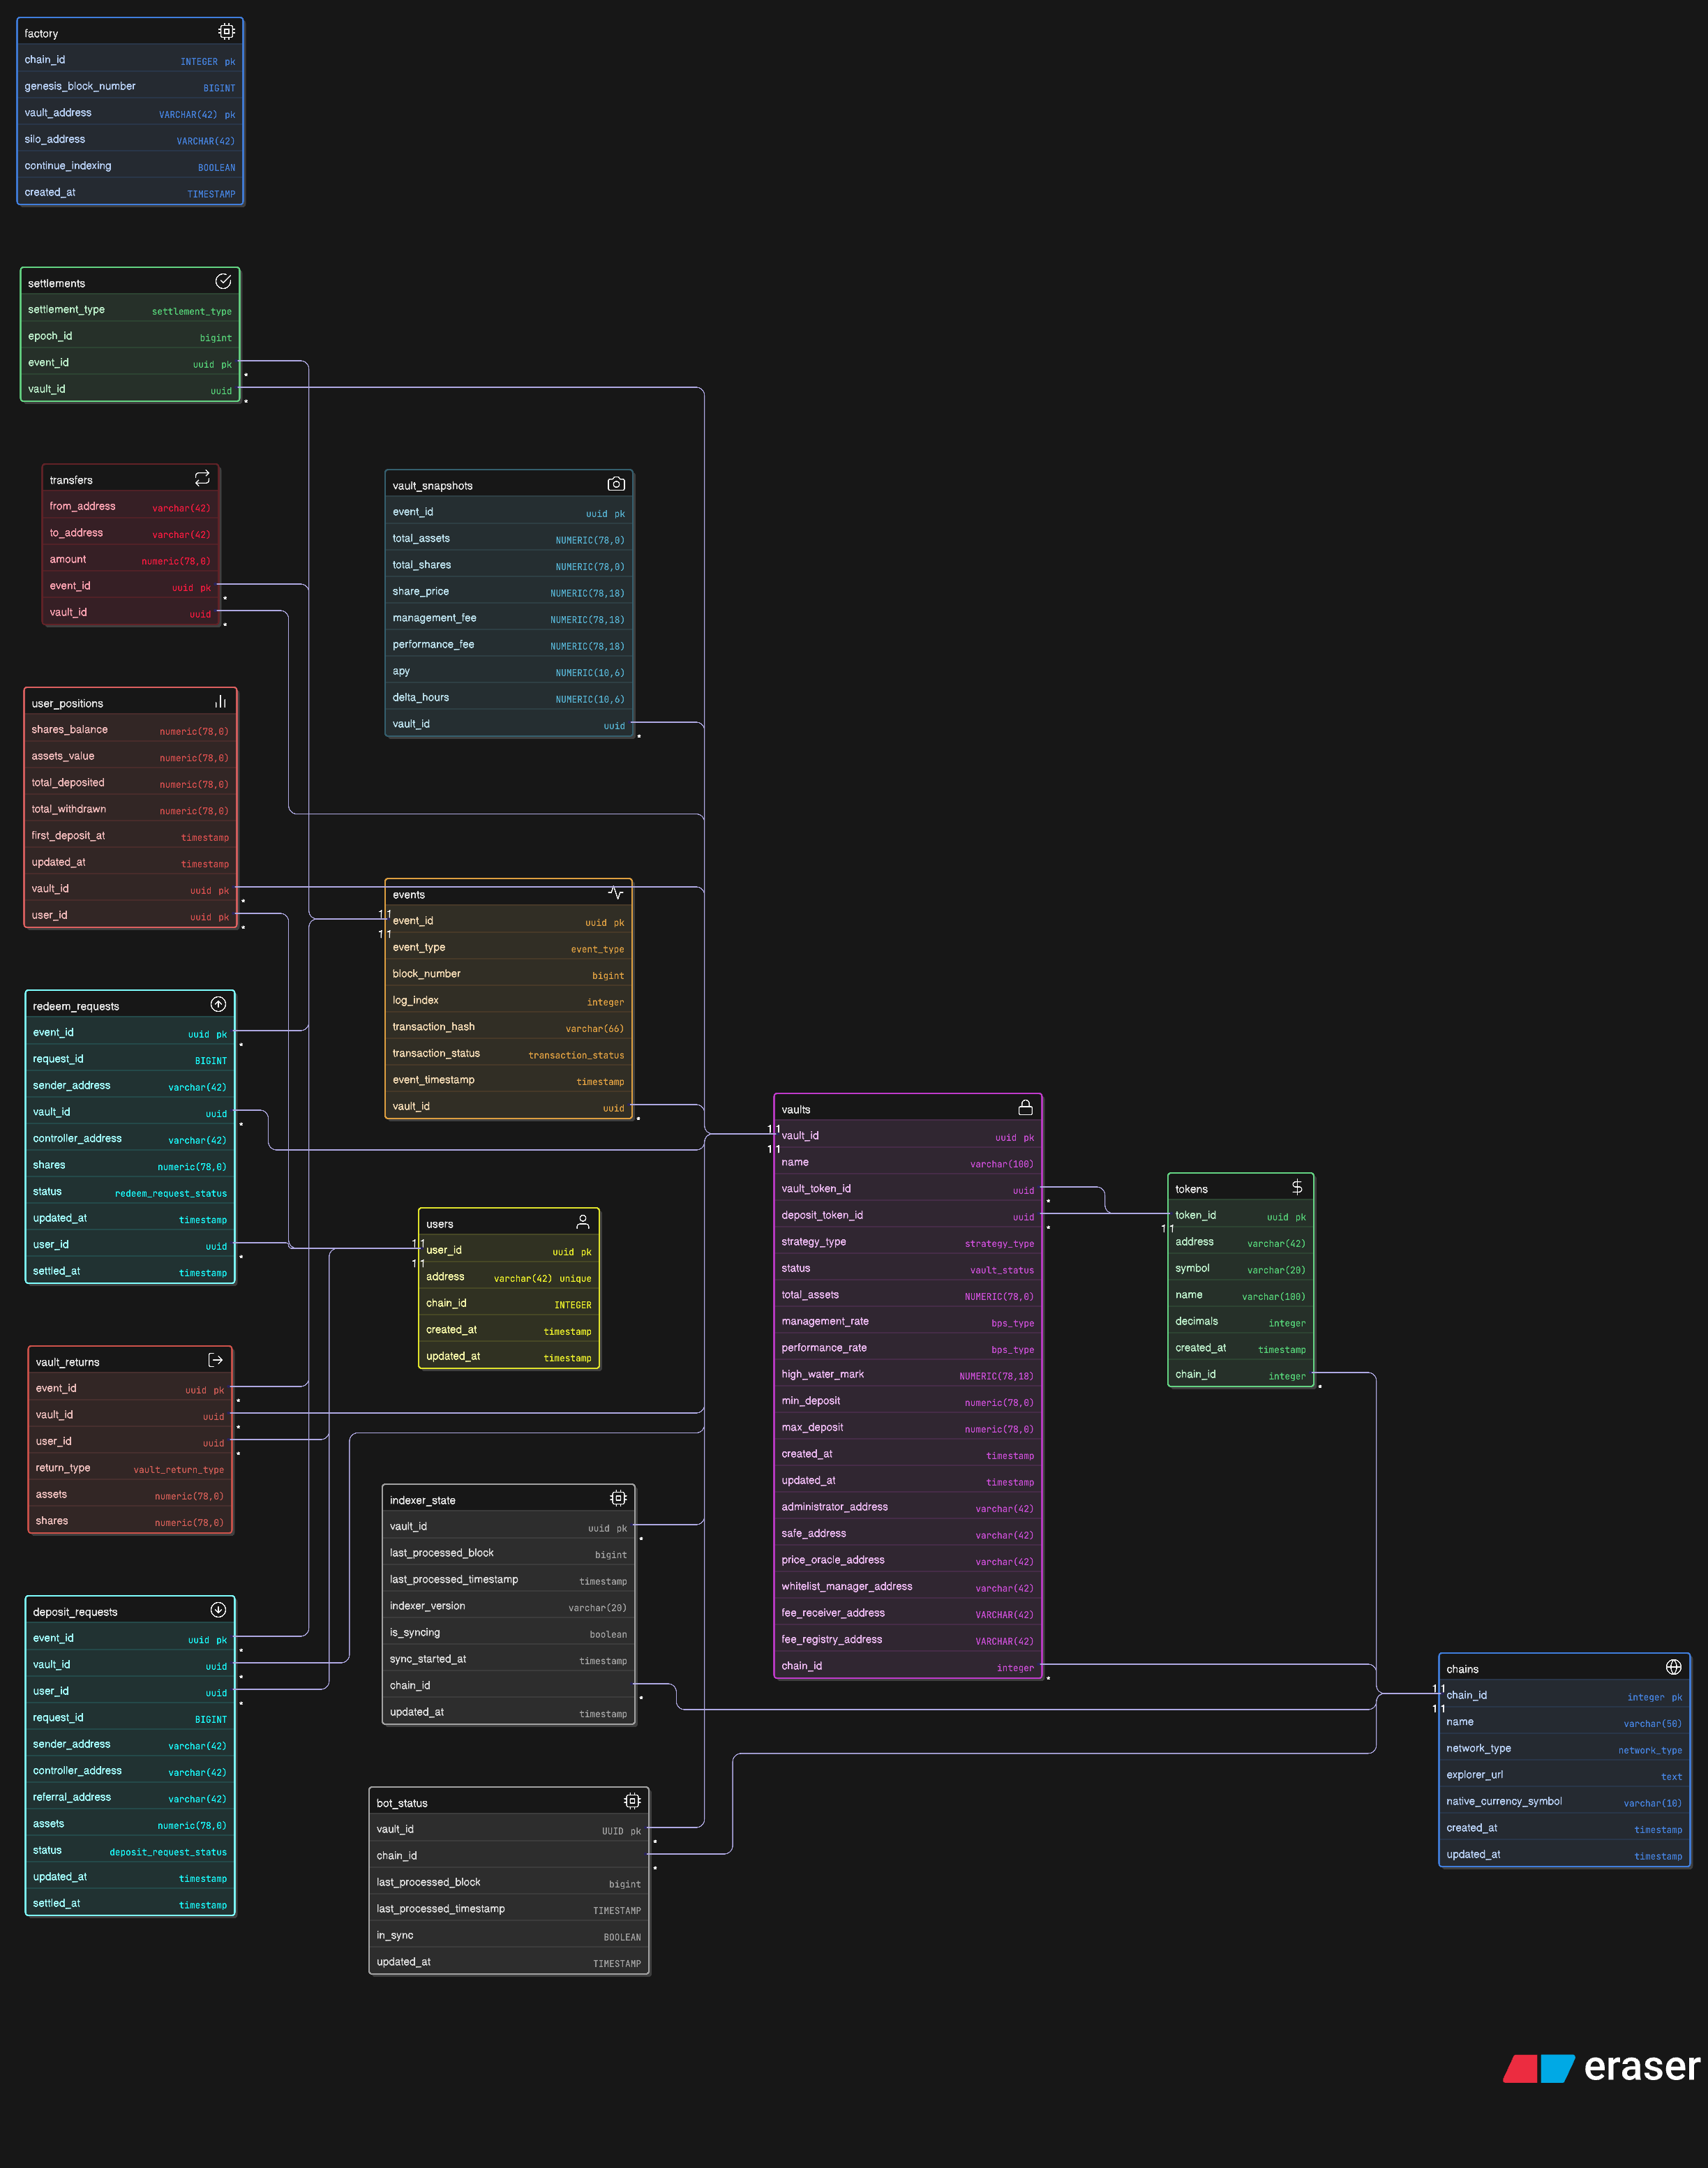 factory
chain_id INTEGER pk
genesis_block_number BIGINT
vault_address VARCHAR(42) pk
silo_address VARCHAR(42)
continue_indexing BOOLEAN
created_at TIMESTAMP
settlements
settlement_type settlement_type
epoch_id bigint
event_id uuid pk
vault_id uuid
transfers
from_address varchar(42)
to_address varchar(42)
amount numeric(78,0)
event_id uuid pk
vault_id uuid
vault_snapshots
event_id uuid pk
total_assets NUMERIC(78,0)
total_shares NUMERIC(78,0)
share_price NUMERIC(78,18)
management_fee NUMERIC(78,18)
performance_fee NUMERIC(78,18)
apy NUMERIC(10,6)
delta_hours NUMERIC(10,6)
vault_id uuid
user_positions
shares_balance numeric(78,0)
assets_value numeric(78,0)
total_deposited numeric(78,0)
total_withdrawn numeric(78,0)
first_deposit_at timestamp
updated_at timestamp
vault_id uuid pk
user_id uuid pk
events
event_id uuid pk
event_type event_type
block_number bigint
log_index integer
transaction_hash varchar(66)
transaction_status transaction_status
event_timestamp timestamp
vault_id uuid
redeem_requests
event_id uuid pk
request_id BIGINT
sender_address varchar(42)
vault_id uuid
controller_address varchar(42)
shares numeric(78,0)
status redeem_request_status
updated_at timestamp
user_id uuid
settled_at timestamp
users
user_id uuid pk
address varchar(42) unique
chain_id INTEGER
created_at timestamp
updated_at timestamp
vaults
vault_id uuid pk
name varchar(100)
vault_token_id uuid
deposit_token_id uuid
strategy_type strategy_type
status vault_status
total_assets NUMERIC(78,0)
management_rate bps_type
performance_rate bps_type
high_water_mark NUMERIC(78,18)
min_deposit numeric(78,0)
max_deposit numeric(78,0)
created_at timestamp
updated_at timestamp
administrator_address varchar(42)
safe_address varchar(42)
price_oracle_address varchar(42)
whitelist_manager_address varchar(42)
fee_receiver_address VARCHAR(42)
fee_registry_address VARCHAR(42)
chain_id integer
tokens
token_id uuid pk
address varchar(42)
symbol varchar(20)
name varchar(100)
decimals integer
created_at timestamp
chain_id integer
vault_returns
event_id uuid pk
vault_id uuid
user_id uuid
return_type vault_return_type
assets numeric(78,0)
shares numeric(78,0)
indexer_state
vault_id uuid pk
last_processed_block bigint
last_processed_timestamp timestamp
indexer_version varchar(20)
is_syncing boolean
sync_started_at timestamp
chain_id
updated_at timestamp
deposit_requests
event_id uuid pk
vault_id uuid
user_id uuid
request_id BIGINT
sender_address varchar(42)
controller_address varchar(42)
referral_address varchar(42)
assets numeric(78,0)
status deposit_request_status
updated_at timestamp
settled_at timestamp
bot_status
vault_id UUID pk
chain_id
last_processed_block bigint
last_processed_timestamp TIMESTAMP
in_sync BOOLEAN
updated_at TIMESTAMP
chains
chain_id integer pk
name varchar(50)
network_type network_type
explorer_url text
native_currency_symbol varchar(10)
created_at timestamp
updated_at timestamp
eraser